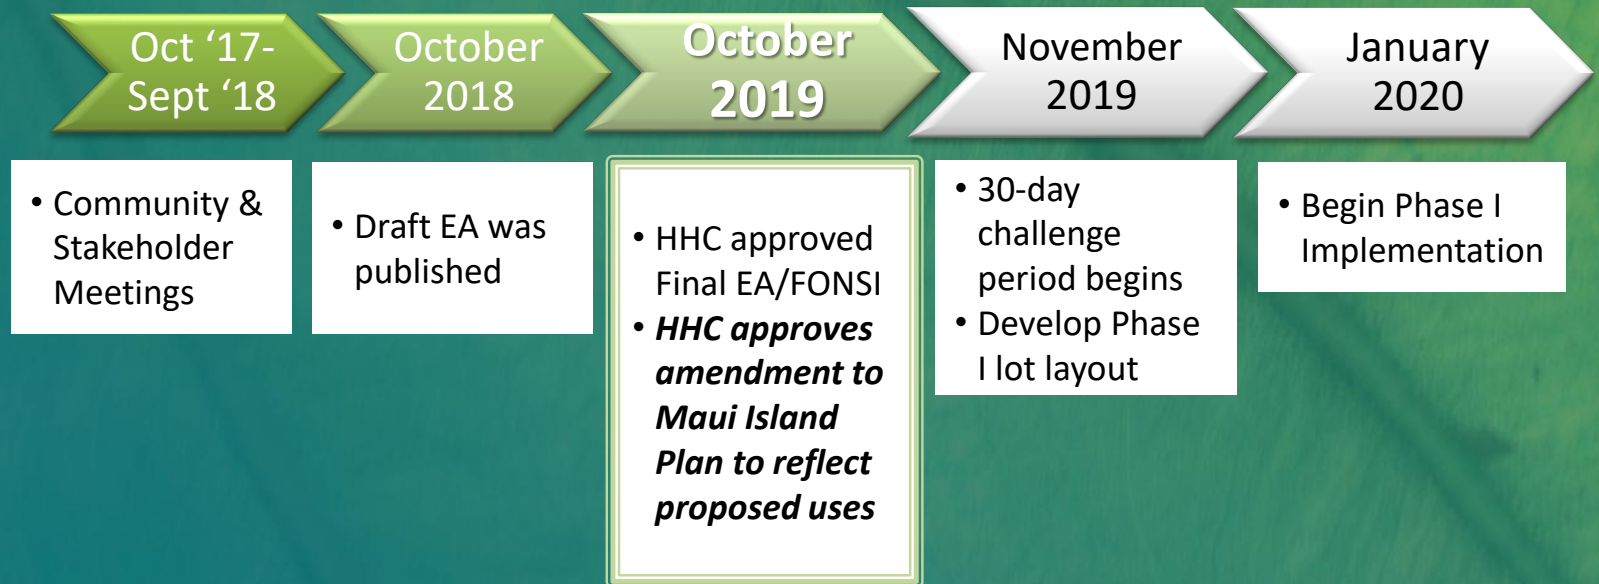 Oct ‘17-
Sept ‘18
October
2018
October
2019
November
2019
January
2020
• Community &
Stakeholder
Meetings
• Draft EA was
published
• HHC approved
Final EA/FONSI
• HHC approves
amendment to
Maui Island
Plan to reflect
proposed uses
• 30-day
challenge
period begins
• Develop Phase
I lot layout
• Begin Phase I
Implementation